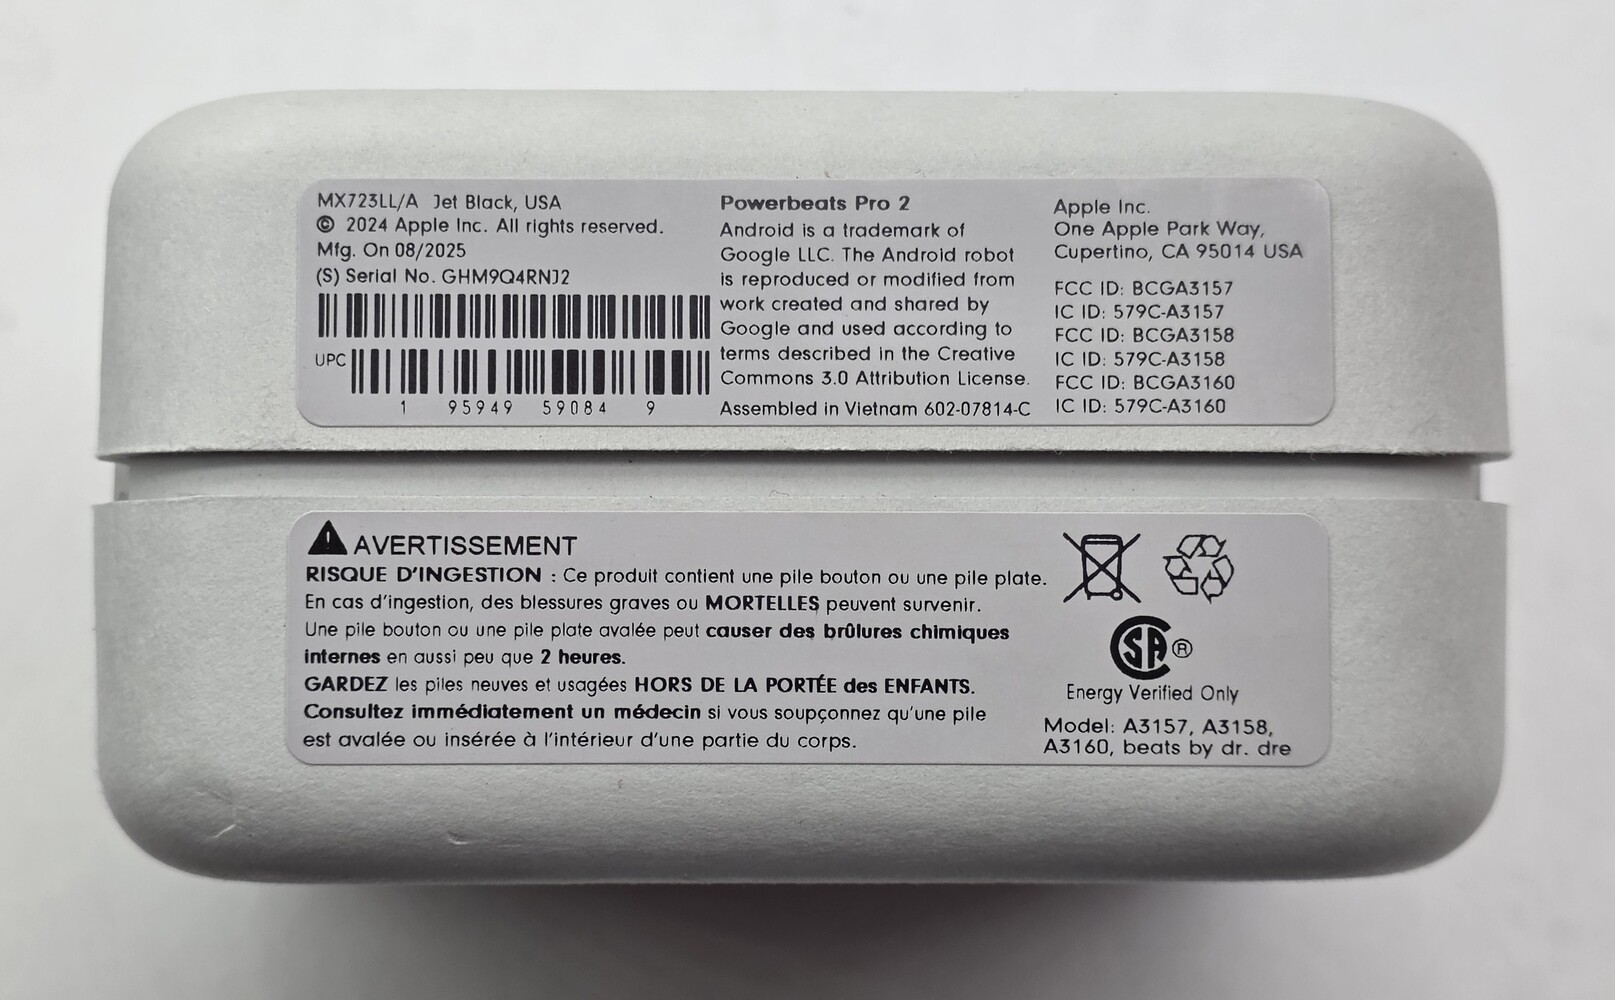 MX723LL/A Jet Black, USA
© 2024 Apple Inc. All rights reserved.
Mfg. On 08/2025
(S) Serial No. GHM9Q4RNJ2
UPC
1 95949 59084 9
Powerbeats Pro 2
Android is a trademark of
Google LLC. The Android robot
is reproduced or modified from
work created and shared by
Google and used according to
terms described in the Creative
Commons 3.0 Attribution License.
Assembled in Vietnam 602-07814-C
Apple Inc.
One Apple Park Way,
Cupertino, CA 95014 USA
FCC ID: BCGA3157
IC ID: 579C-A3157
FCC ID: BCGA3158
IC ID: 579C-A3158
FCC ID: BCGA3160
IC ID: 579C-A3160
AVERTISSEMENT
RISQUE D'INGESTION : Ce produit contient une pile bouton ou une pile plate.
En cas d'ingestion, des blessures graves ou MORTELLES peuvent survenir.
Une pile bouton ou une pile plate avalée peut causer des brûlures chimiques
internes en aussi peu que 2 heures.
GARDEZ les piles neuves et usagées HORS DE LA PORTÉE des ENFANTS.
Consultez immédiatement un médecin si vous soupçonnez qu'une pile
est avalée ou insérée à l'intérieur d'une partie du corps.
CSA ®
Energy Verified Only
Model: A3157, A3158,
A3160, beats by dr. dre